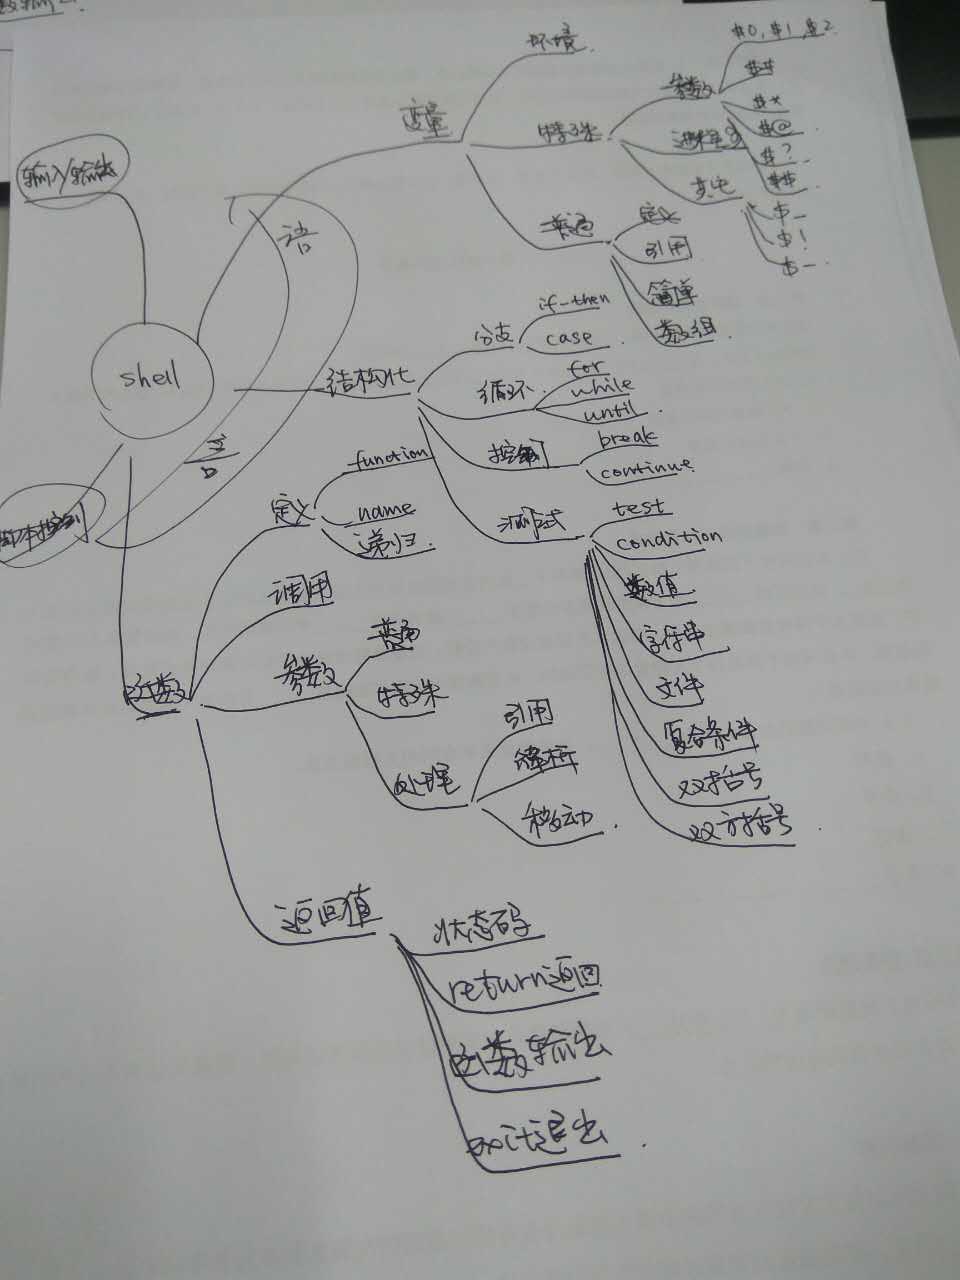 输入输出
shell
脚本控制
语言
变量
环境
特殊
参数
$0, $1, $2
$#
$*
$@
进程
$?
$$
其它
$_
$!
$-
普通
定义
引用
简单
数组
结构化
分支
if-then
case
循环
for
while
until
控制
break
continue
测试
test
condition
数值
字符串
文件
复合条件
双括号
双方括号
函数
定义
function
name
递归
调用
参数
普通
特殊
处理
引用
移动
返回值
状态码
return返回
函数输出
exit退出